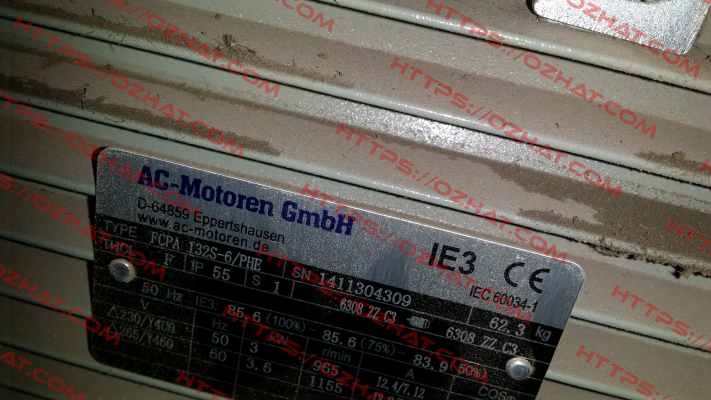 AC-Motoren GmbH
D-64859 Eppertshausen
www.ac-motoren.de
IE3 CE
IEC 60034-1
TYPE FCPA 132S-6/PHE SN 1411304309 62.3 kg
THCL F IP 55 S 1 6308 ZZ C3 6308 ZZ C3
50 Hz IE3: 85.6 (100%) - 85.6 (75%) - 83.9 (50%)
V Hz KW r/min A
△230/Y400 50 3 965 12.4/7.12
△265/Y460 60 3.6 1155
HTTPS://OZHAT.COM